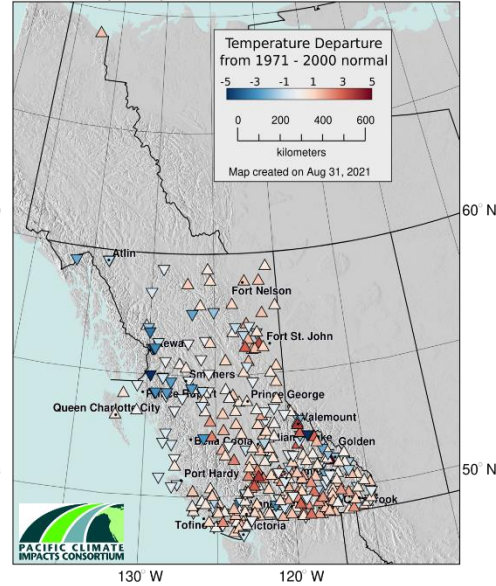 Temperature Departure
from 1971 - 2000 normal
-5 -3 -1 1 3 5
0 200 400 600
kilometers
Map created on Aug 31, 2021
60° N
Atlin
Fort Nelson
Fort St. John
Smithers
Prince George
Queen Charlotte City
Valemount
Bella Coola
Golden
Port Hardy
50° N
Tofino
Victoria
PACIFIC CLIMATE
IMPACTS CONSORTIUM
130° W 120° W